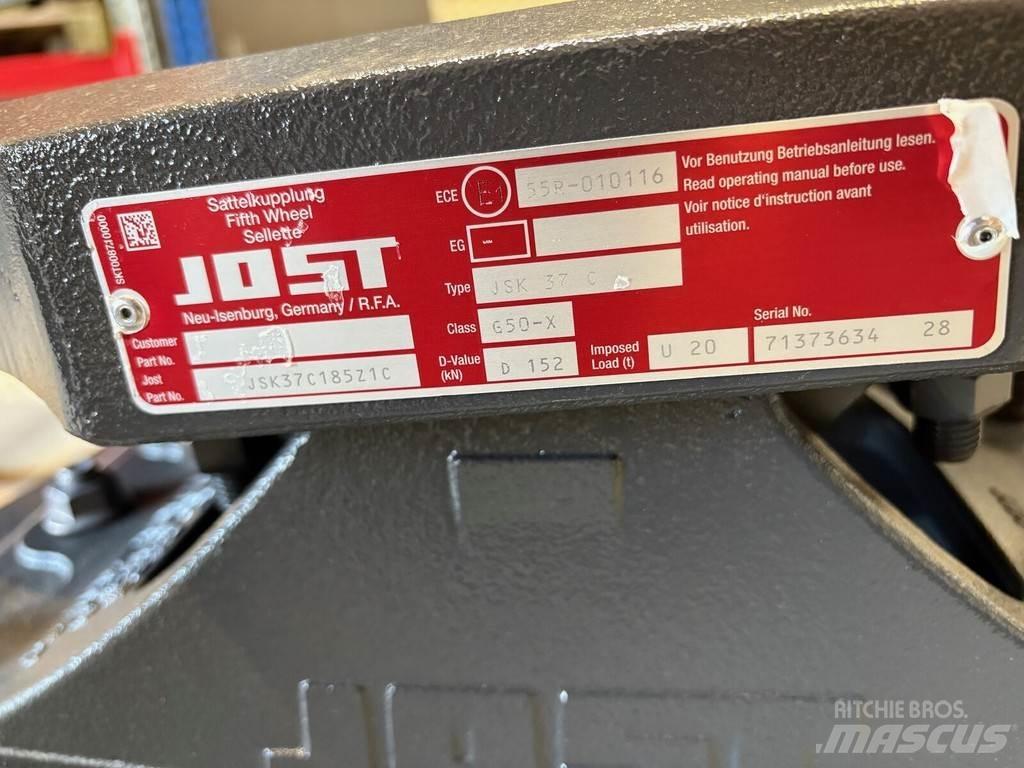 SKT008730000
Sattelkupplung
Fifth Wheel
Sellette
JOST
Neu-Isenburg, Germany / R.F.A.
Customer
Part No.
Jost
Part No. JSK37C185Z1C
ECE E1 55R-010116
EG
Type JSK 37 C
Class G50-X
D-Value
(kN) D 152
Imposed
Load (t) U 20
Vor Benutzung Betriebsanleitung lesen.
Read operating manual before use.
Voir notice d'instruction avant
utilisation.
Serial No.
71373634 28
RITCHIE BROS.
MASCUS